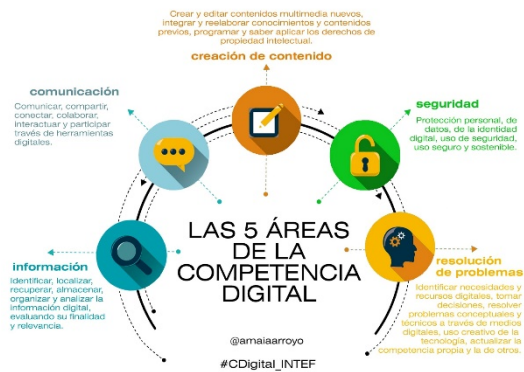 Crear y editar contenidos multimedia nuevos,
integrar y reelaborar conocimientos y contenidos
previos, programar y saber aplicar los derechos de
propiedad intelectual.
creación de contenido
comunicación
Comunicar, compartir,
conectar, colaborar,
interactuar y participar
través de herramientas
digitales.
seguridad
Protección personal, de
datos, de la identidad
digital, uso de seguridad,
uso seguro y sostenible.
LAS 5 ÁREAS
DE LA
COMPETENCIA
DIGITAL
información
Identificar, localizar,
recuperar, almacenar,
organizar y analizar la
información digital,
evaluando su finalidad
y relevancia.
resolución
de problemas
Identificar necesidades y
recursos digitales, tomar
decisiones, resolver
problemas conceptuales y
técnicos a través de medios
digitales, uso creativo de la
tecnología, actualizar la
competencia propia y la de otros.
@amaiaarroyo
#CDigital_INTEF